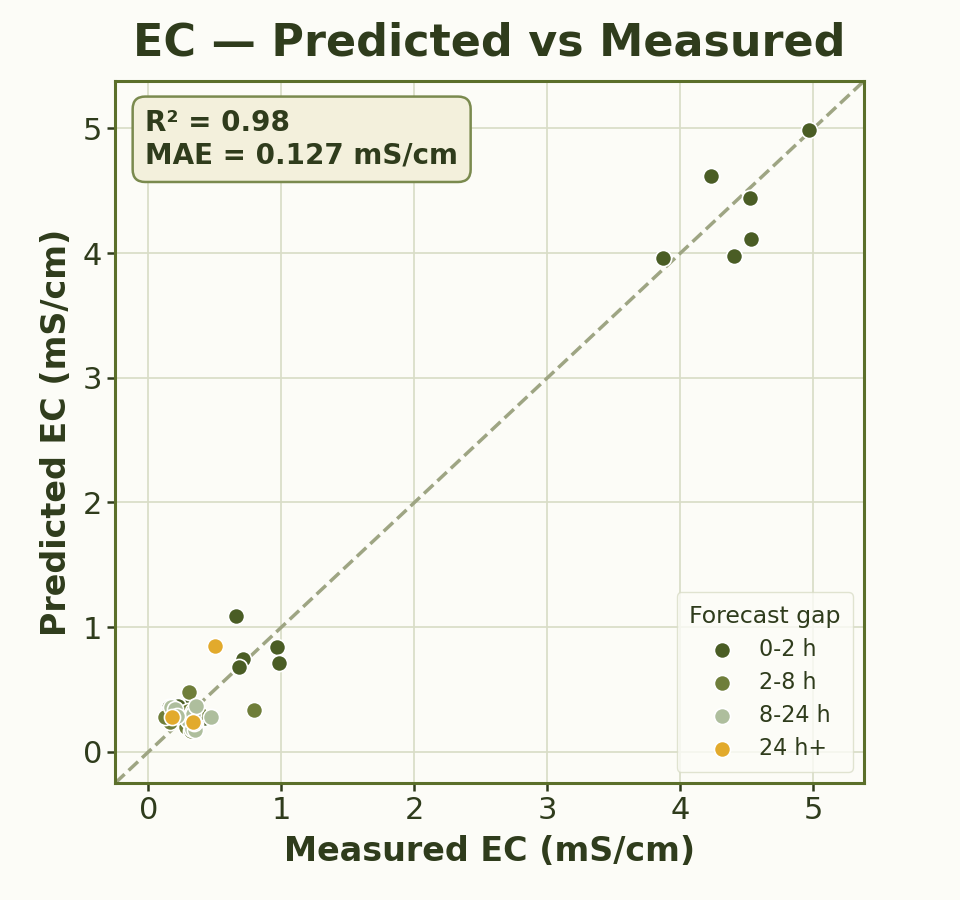 EC — Predicted vs Measured
R² = 0.98
MAE = 0.127 mS/cm
Predicted EC (mS/cm)
5
4
3
2
1
0
Forecast gap
0-2 h
2-8 h
8-24 h
24 h+
0 1 2 3 4 5
Measured EC (mS/cm)